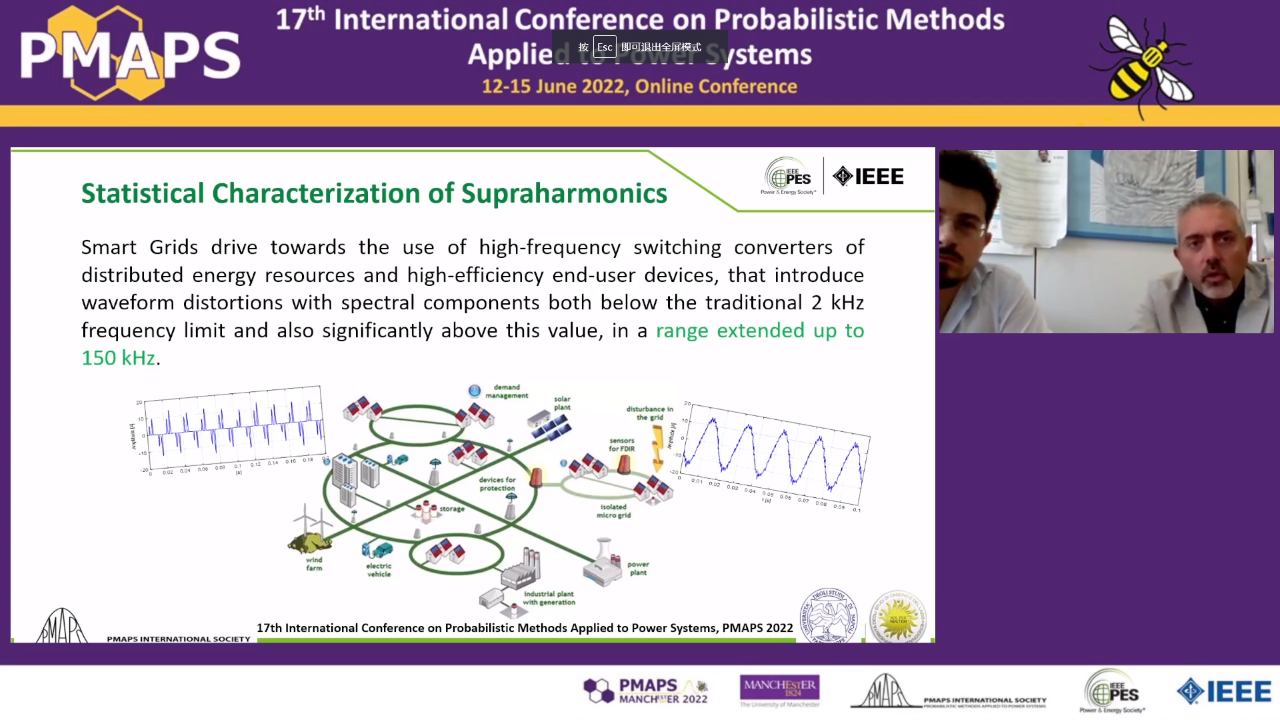 PMAPS
17th International Conference on Probabilistic Methods
Applied to Power Systems
12-15 June 2022, Online Conference
按 Esc 即可退出全屏模式
IEEE PES
Power & Energy Society®
IEEE
Statistical Characterization of Supraharmonics
Smart Grids drive towards the use of high-frequency switching converters of
distributed energy resources and high-efficiency end-user devices, that introduce
waveform distortions with spectral components both below the traditional 2 kHz
frequency limit and also significantly above this value, in a range extended up to
150 kHz.
demand
management
solar
plant
disturbance in
the grid
sensors
for FDIR
devices for
protection
storage
isolated
micro grid
wind
farm
electric
vehicle
power
plant
industrial plant
with generation
0 0.02 0.04 0.06 0.08 0.1 0.12 0.14 0.16 0.18
0 0.01 0.02 0.03 0.04 0.05 0.06 0.07 0.08 0.09 0.1
t [s]
PMAPS
PMAPS INTERNATIONAL SOCIETY
17th International Conference on Probabilistic Methods Applied to Power Systems, PMAPS 2022
PMAPS
MANCHESTER 2022
MANCHESTER
1824
The University of Manchester
PMAPS
PMAPS INTERNATIONAL SOCIETY
PROBABILISTIC METHODS APPLIED TO POWER SYSTEMS
IEEE PES
Power & Energy Society®
IEEE